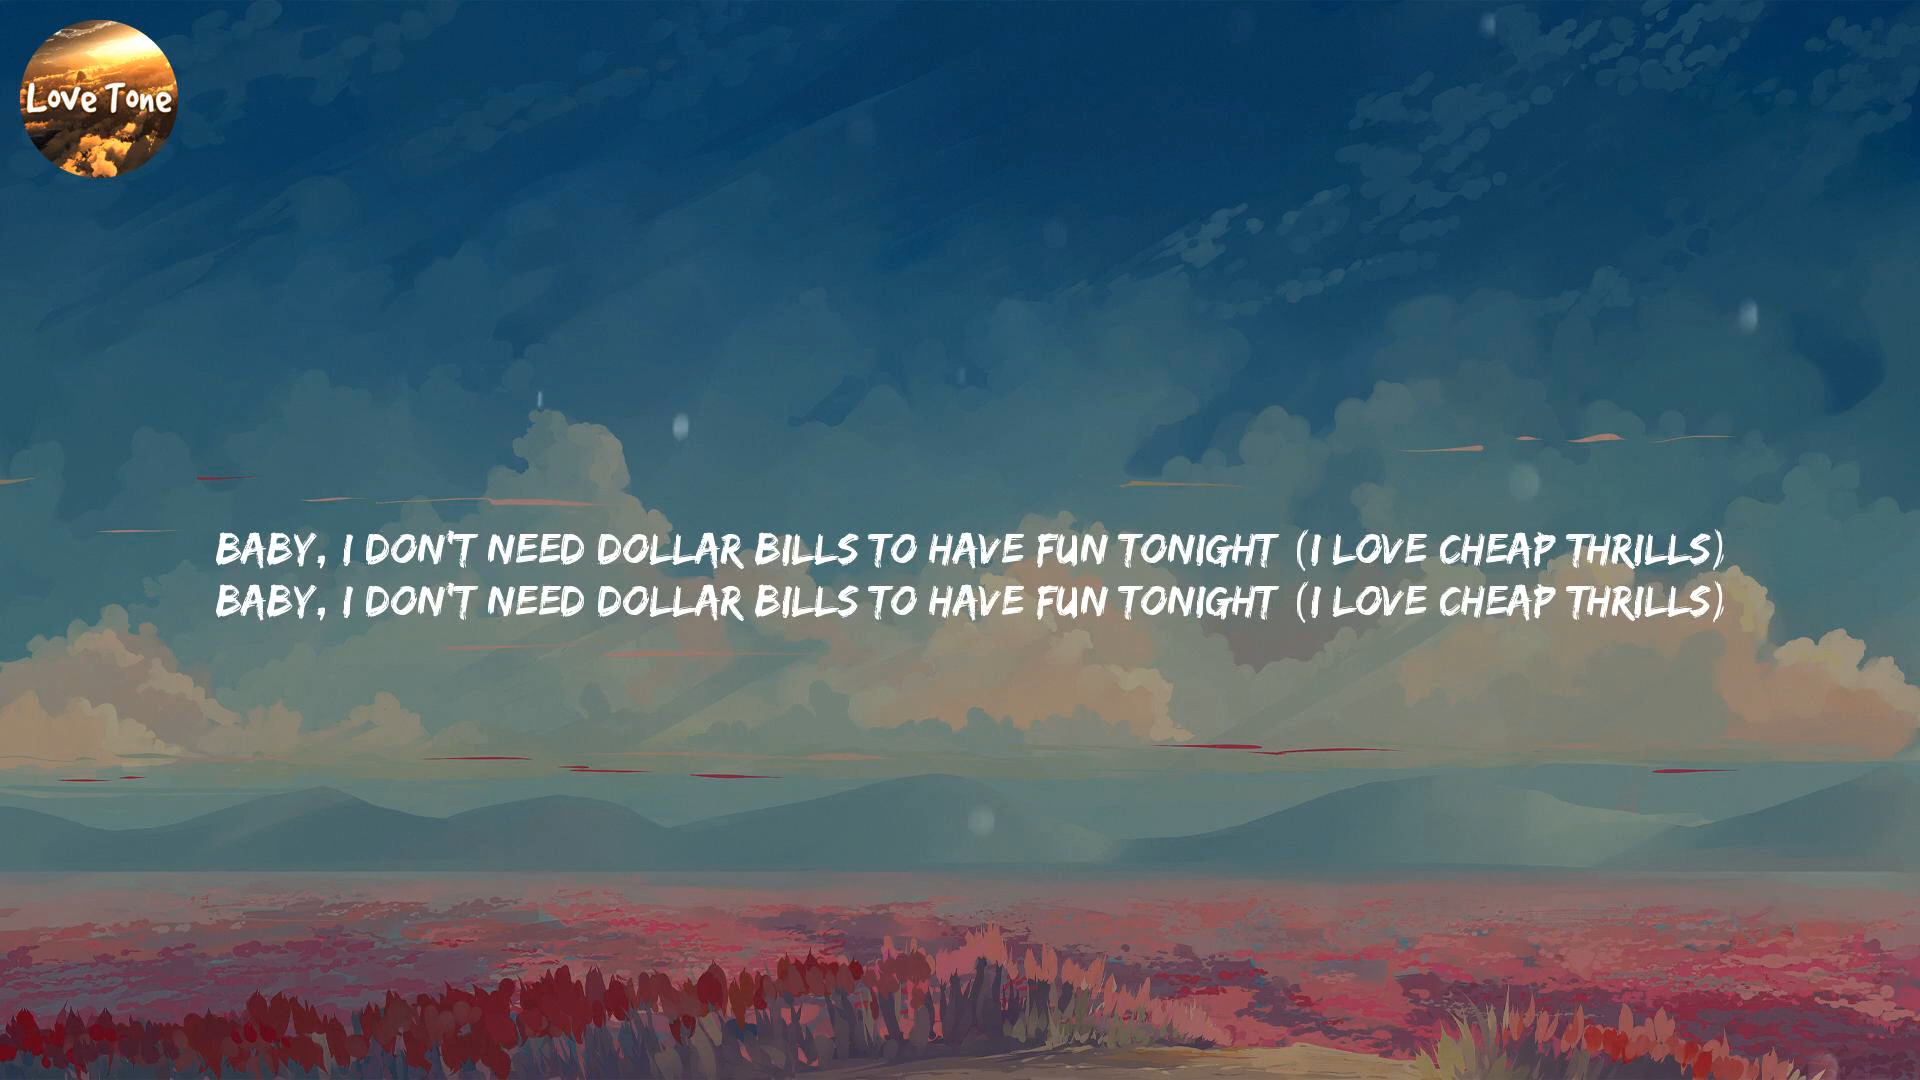 Love Tone
BABY, I DON'T NEED DOLLAR BILLS TO HAVE FUN TONIGHT (I LOVE CHEAP THRILLS)
BABY, I DON'T NEED DOLLAR BILLS TO HAVE FUN TONIGHT (I LOVE CHEAP THRILLS)